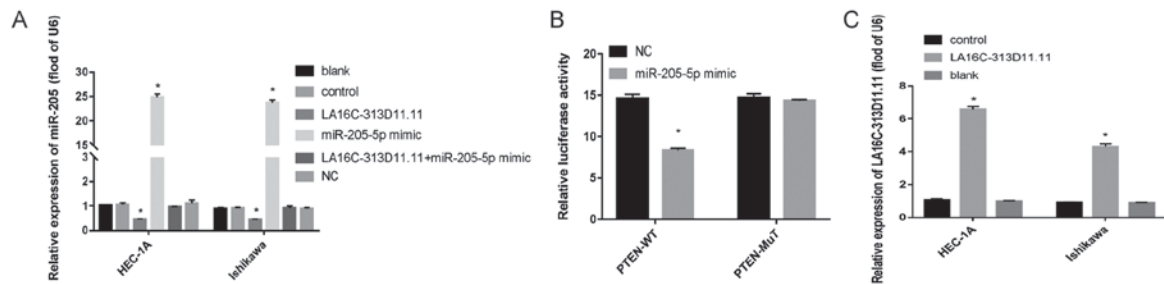 A
Relative expression of miR-205 (flod of U6)
30
25
20
15
3
2
1
0
*
*
*
*
HEC-1A
Ishikawa
blank
control
LA16C-313D11.11
miR-205-5p mimic
LA16C-313D11.11+miR-205-5p mimic
NC
B
Relative luciferase activity
20
15
10
5
0
*
PTEN-WT
PTEN-MuT
NC
miR-205-5p mimic
C
Relative expression of LA16C-313D11.11 (flod of U6)
8
6
4
2
0
*
*
HEC-1A
Ishikawa
control
LA16C-313D11.11
blank